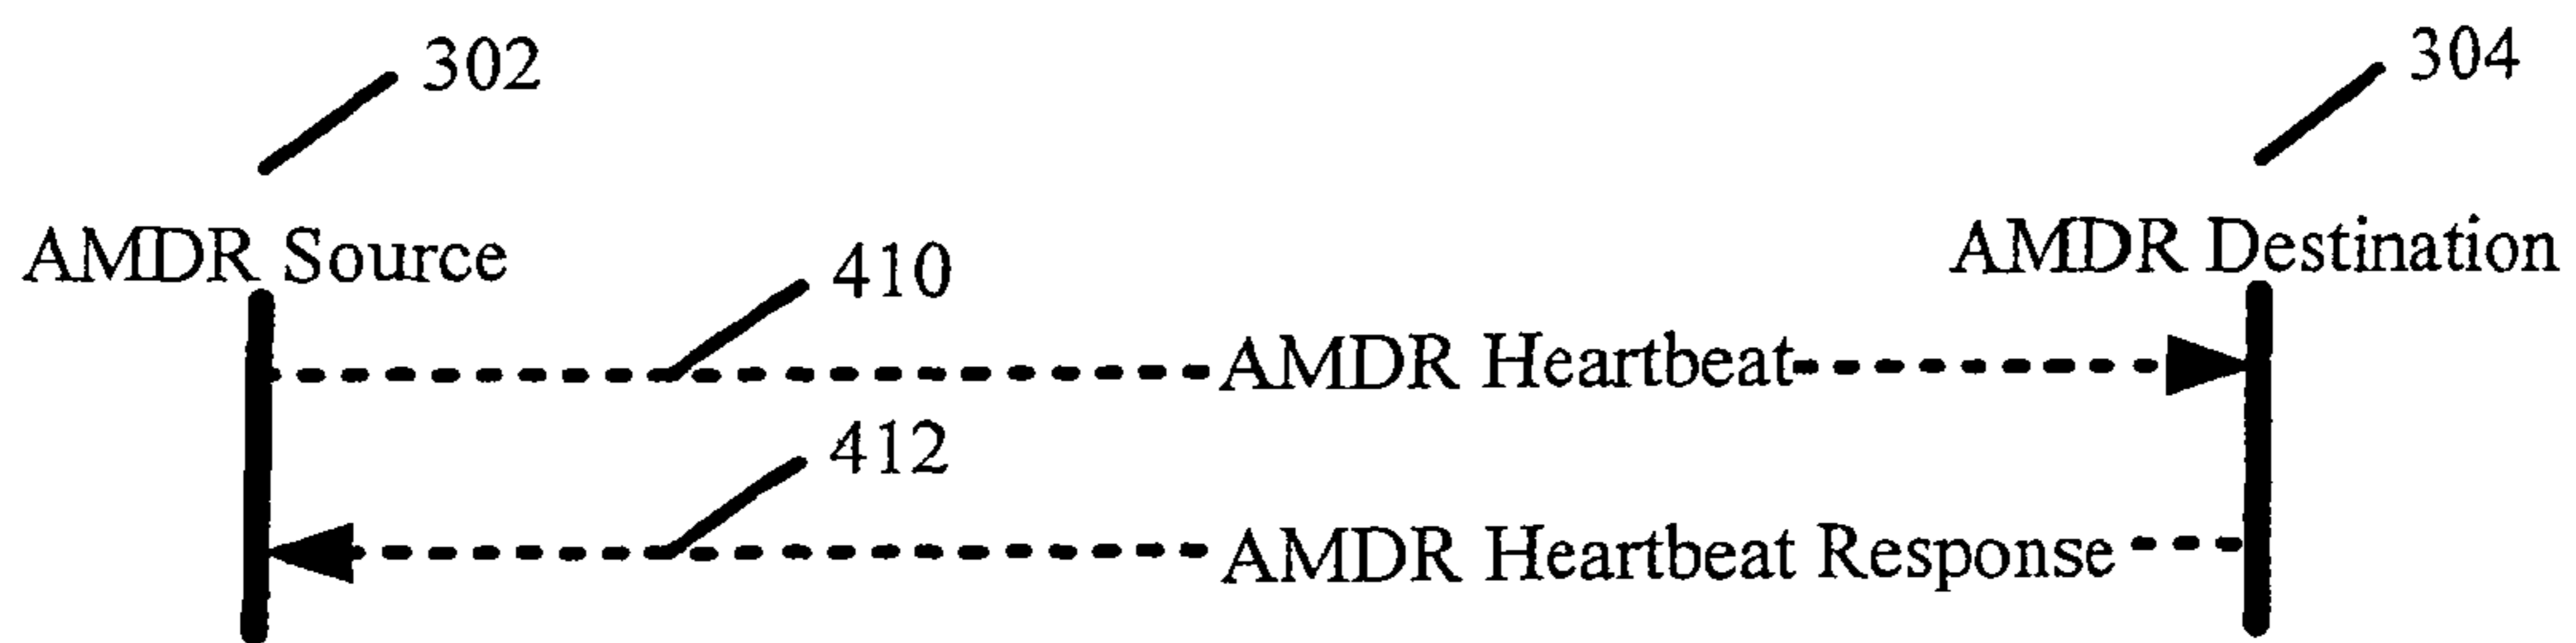 302
304
AMDR Source
AMDR Destination
410
AMDR Heartbeat
412
AMDR Heartbeat Response